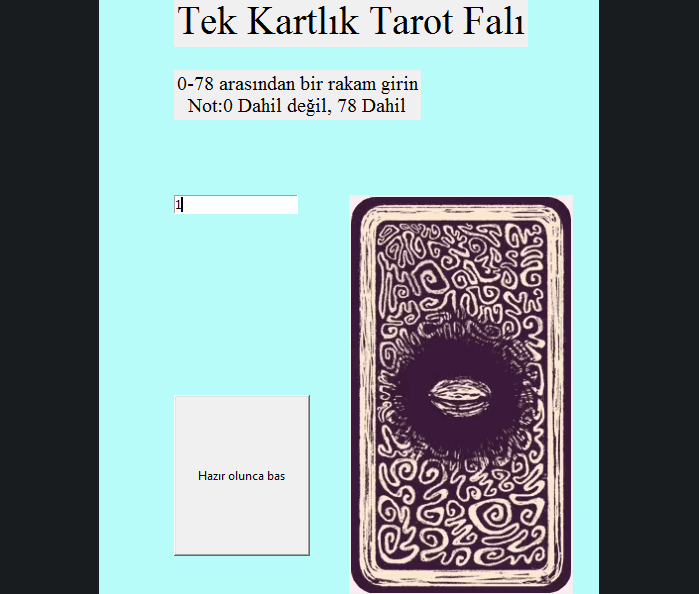 Tek Kartlık Tarot Falı
0-78 arasından bir rakam girin
Not:0 Dahil değil, 78 Dahil
1
Hazır olunca bas